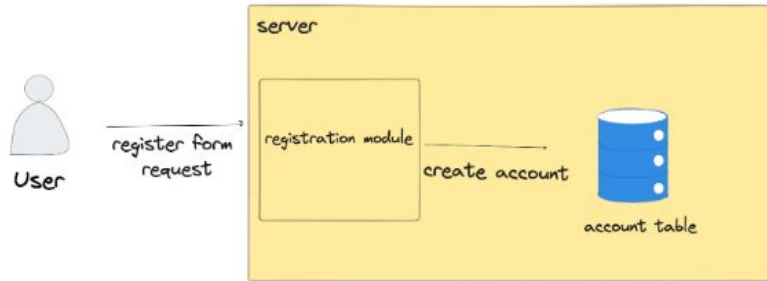 server
registration module
register form
request
create account
User
account table